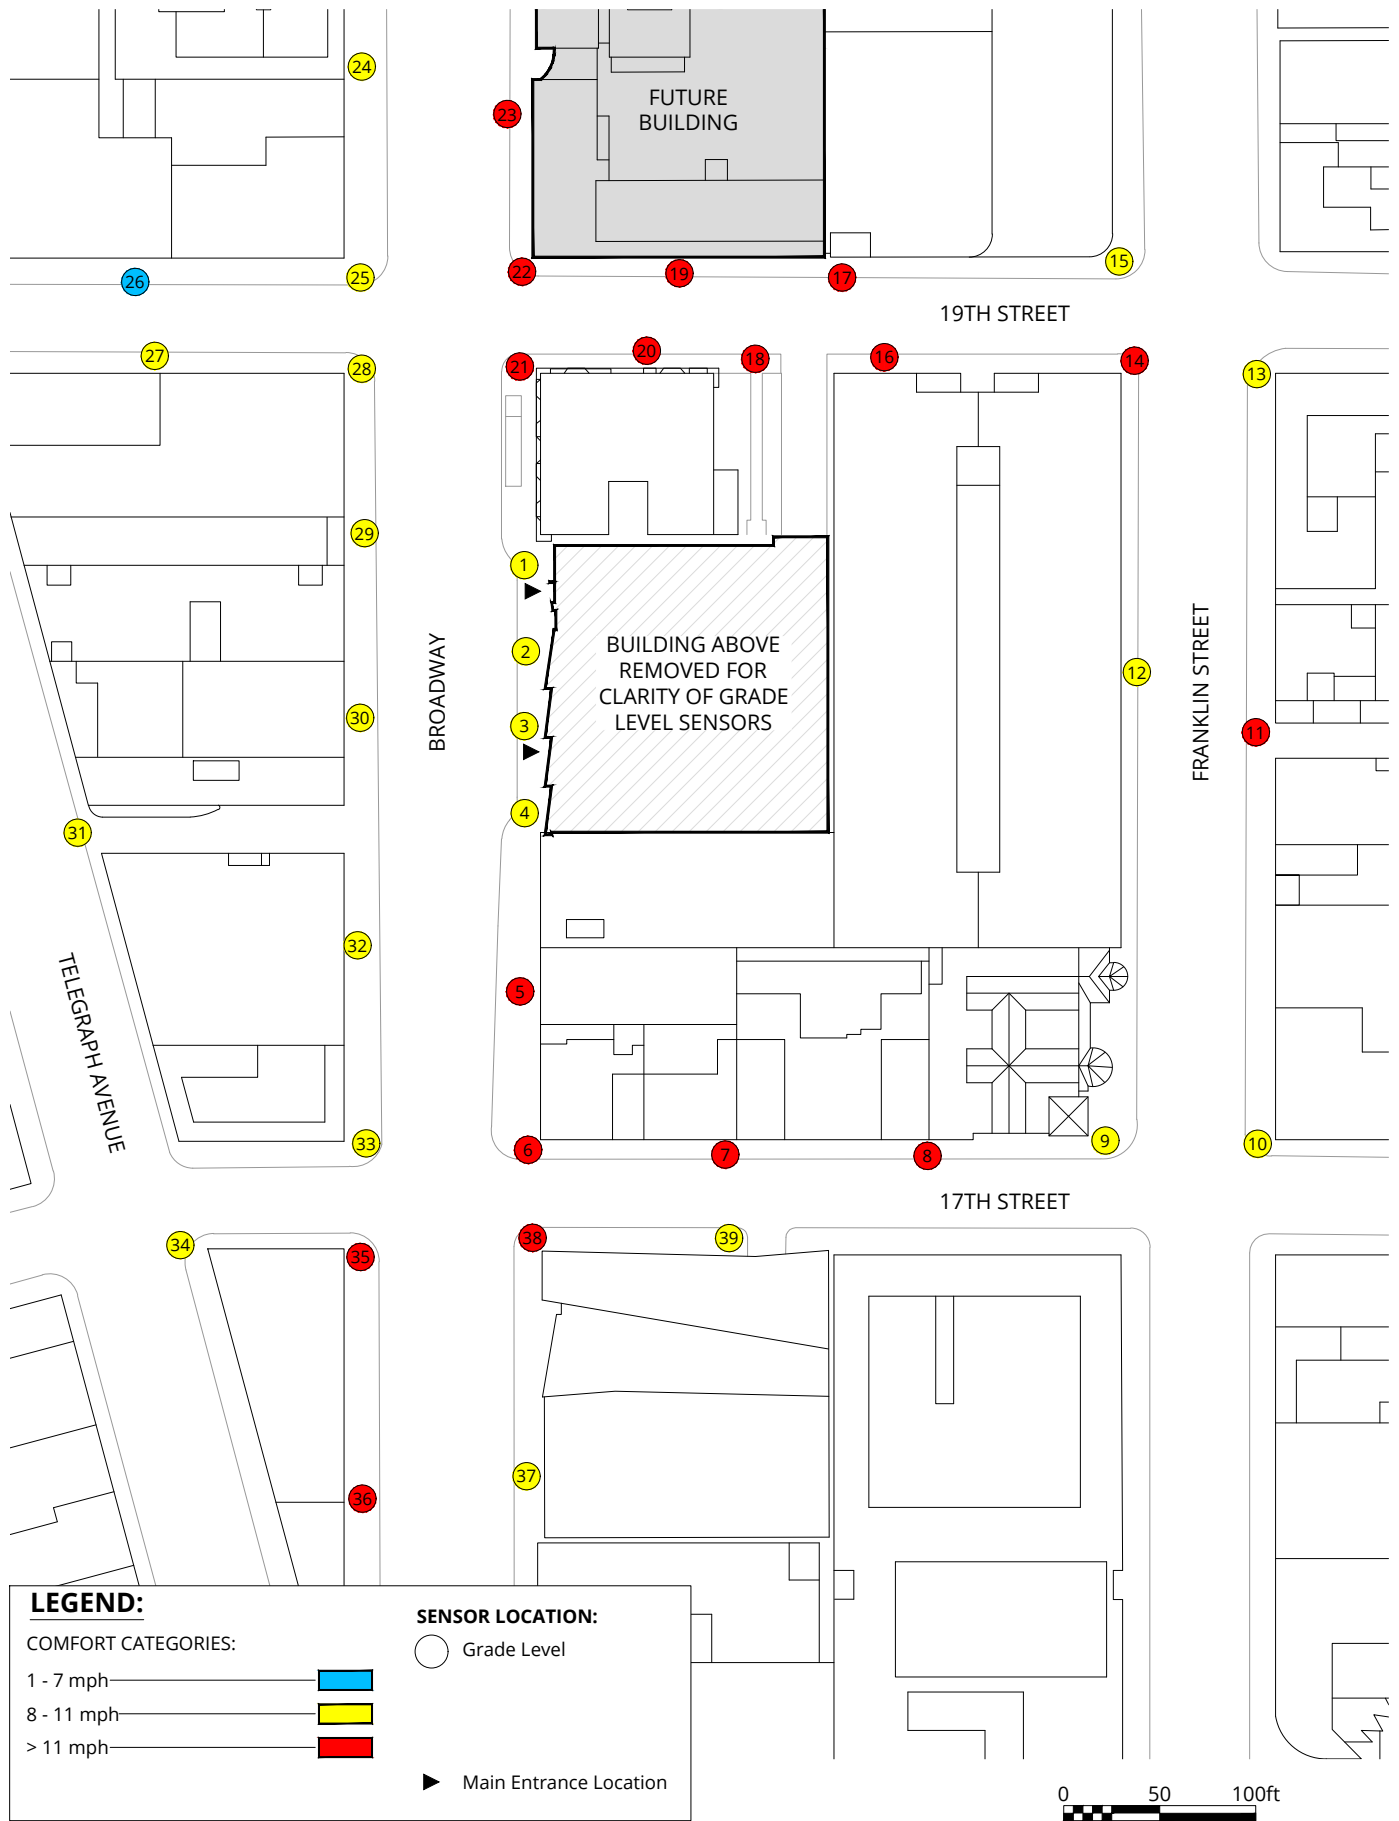 24
FUTURE
BUILDING
23
22
19
17
15
26
25
19TH STREET
27
28
21
20
18
16
14
13
29
1
2
BUILDING ABOVE
REMOVED FOR
CLARITY OF GRADE
LEVEL SENSORS
BROADWAY
FRANKLIN STREET
12
30
3
11
4
31
32
5
TELEGRAPH AVENUE
33
6
7
8
9
10
17TH STREET
34
35
38
39
37
36
LEGEND:
COMFORT CATEGORIES:
1 - 7 mph
8 - 11 mph
> 11 mph
SENSOR LOCATION:
Grade Level
Main Entrance Location
0 50 100ft